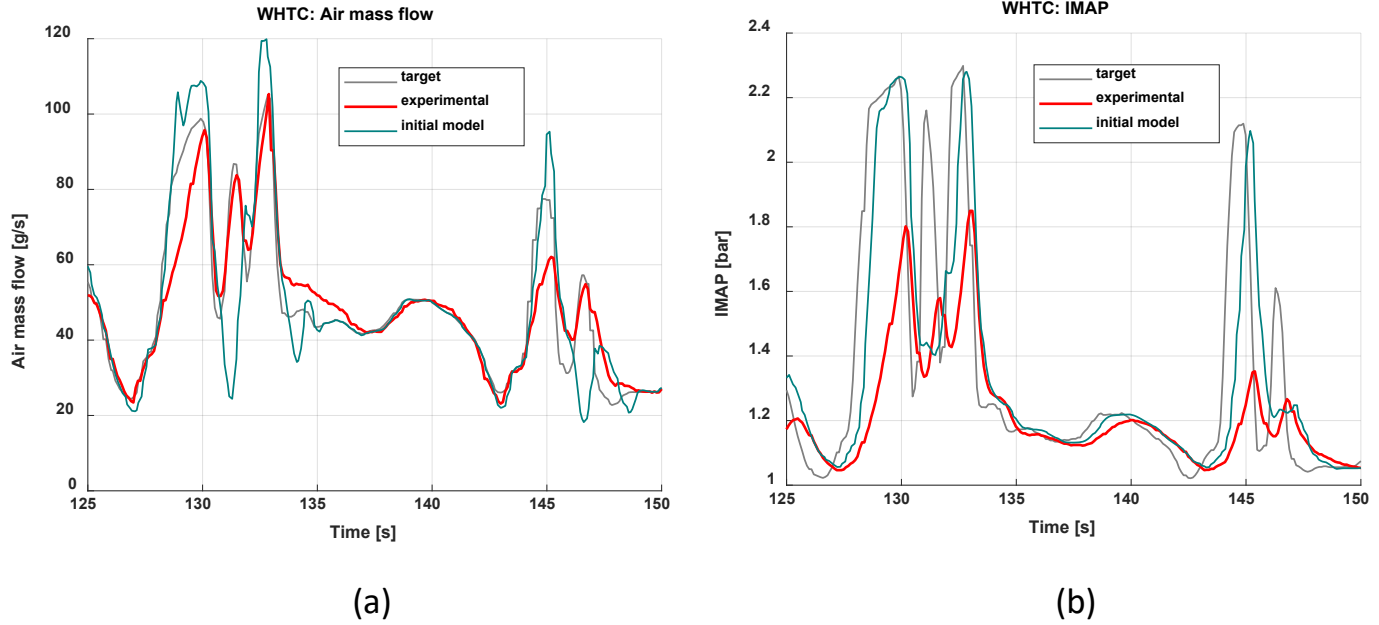 WHTC: Air mass flow
120
100
80
60
40
20
0
125
130
135
140
145
150
Air mass flow [g/s]
Time [s]
target
experimental
initial model
(a)
WHTC: IMAP
2.4
2.2
2
1.8
1.6
1.4
1.2
1
125
130
135
140
145
150
IMAP [bar]
Time [s]
target
experimental
initial model
(b)